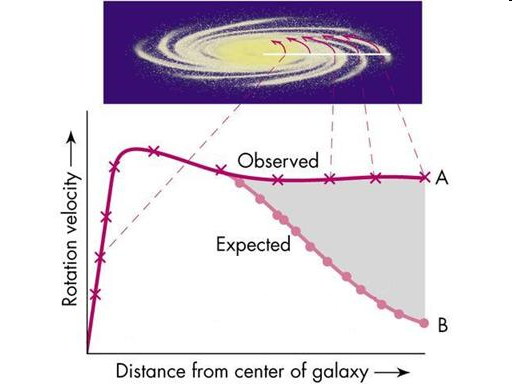 Observed
A
Expected
B
Rotation velocity
Distance from center of galaxy